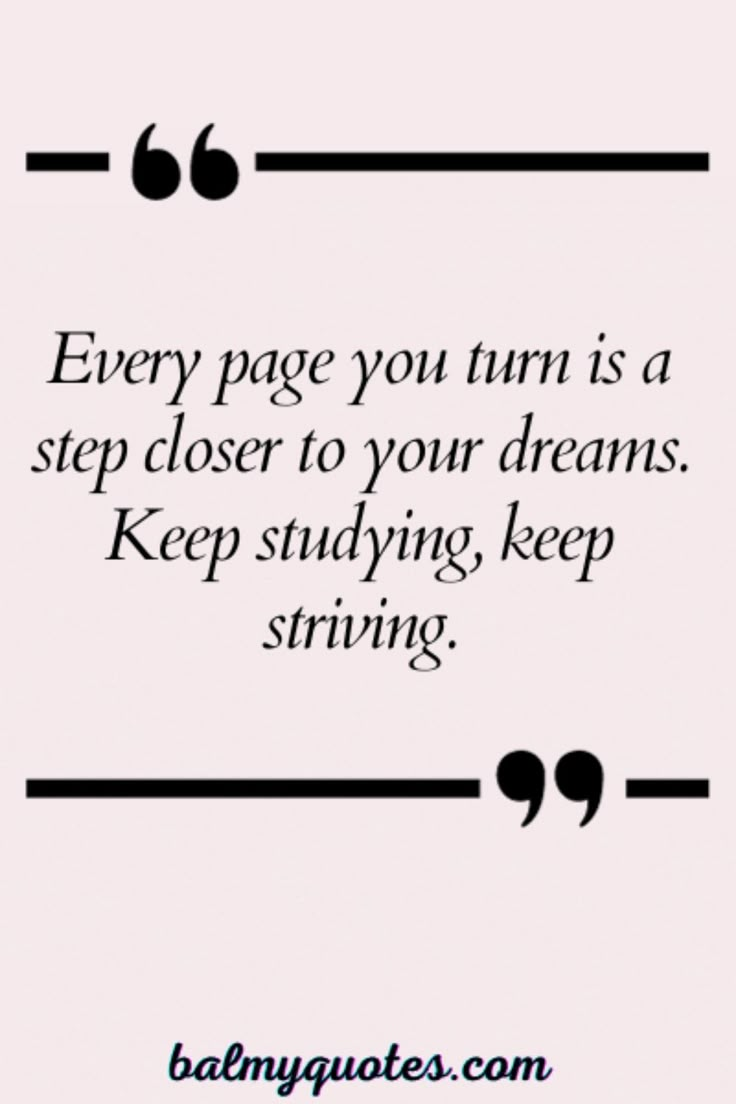 “
Every page you turn is a
step closer to your dreams.
Keep studying, keep
striving.
”
balmyquotes.com